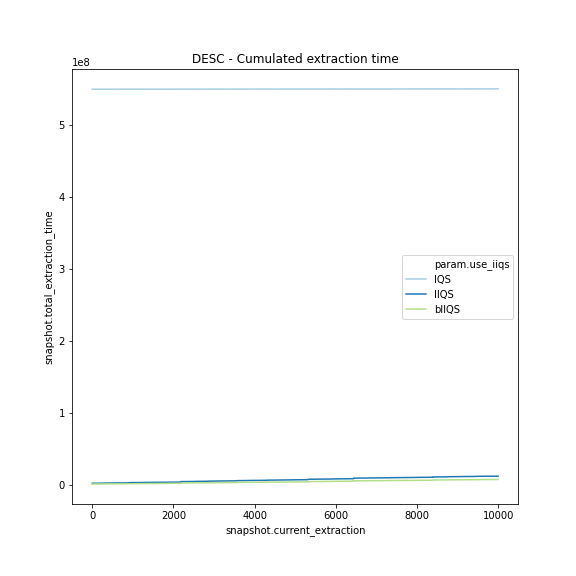 DESC - Cumulated extraction time
1e8
5
4
3
2
1
0
snapshot.total_extraction_time
param.use_iiqs
IQS
IIQS
bIIQS
0 2000 4000 6000 8000 10000
snapshot.current_extraction